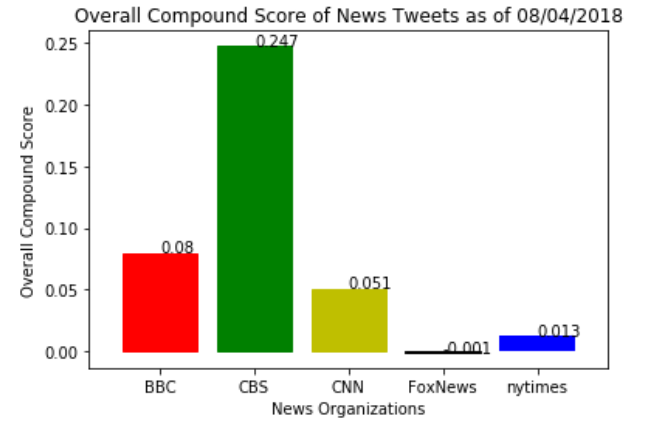 Overall Compound Score of News Tweets as of 08/04/2018
0.25
0.20
0.15
0.10
0.05
0.00
Overall Compound Score
0.08
0.247
0.051
-0.001
0.013
BBC
CBS
CNN
FoxNews
nytimes
News Organizations